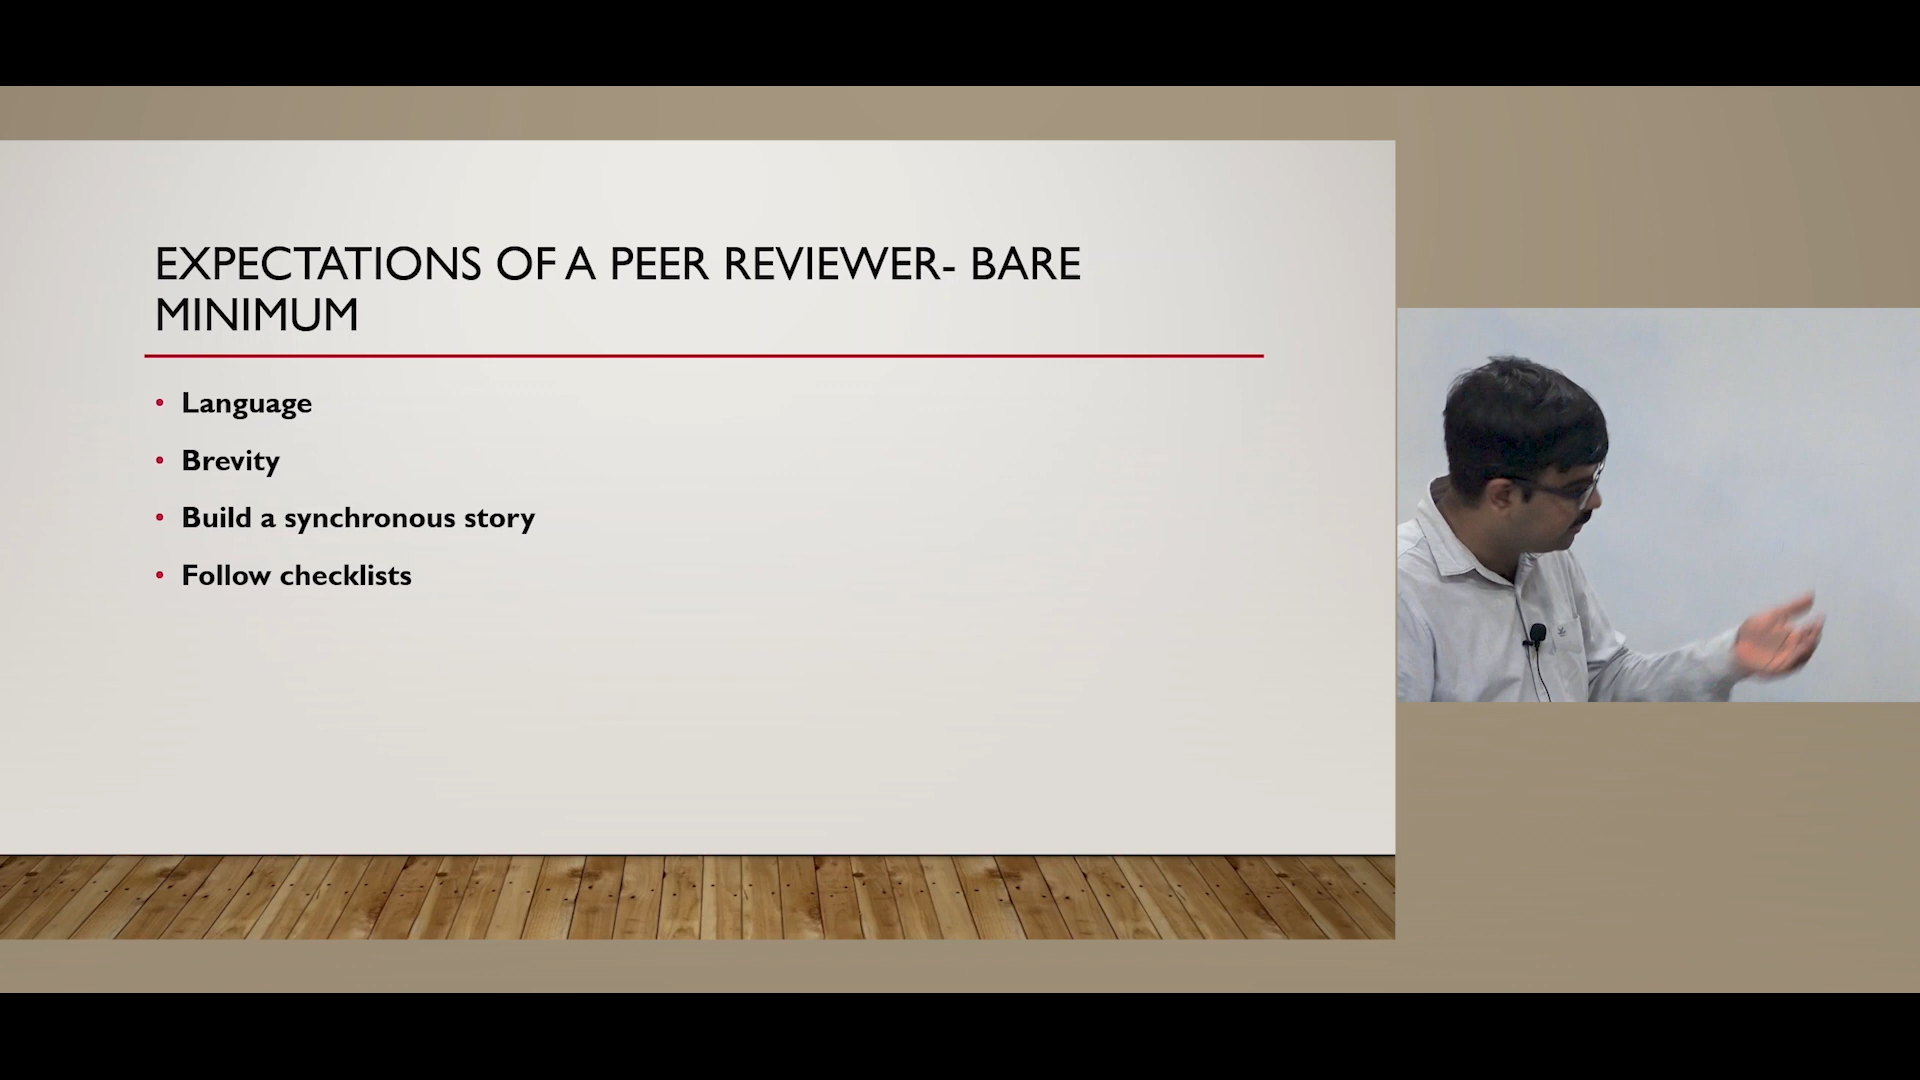 EXPECTATIONS OF A PEER REVIEWER- BARE
MINIMUM
• Language
• Brevity
• Build a synchronous story
• Follow checklists